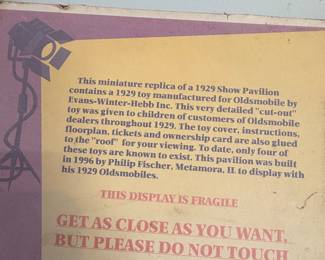 This miniature replica of a 1929 Show Pavilion
contains a 1929 toy manufactured for Oldsmobile by
Evans-Winter-Hebb Inc. This very detailed "cut-out"
toy was given to children of customers of Oldsmobile
dealers throughout 1929. The toy cover, instructions,
floorplan, tickets and ownership card are also glued
to the "roof" for your viewing. To date, only four of
these toys are known to exist. This pavilion was built
in 1996 by Philip Fischer, Metamora, IL to display with
his 1929 Oldsmobiles.
THIS DISPLAY IS FRAGILE
GET AS CLOSE AS YOU WANT,
BUT PLEASE DO NOT TOUCH